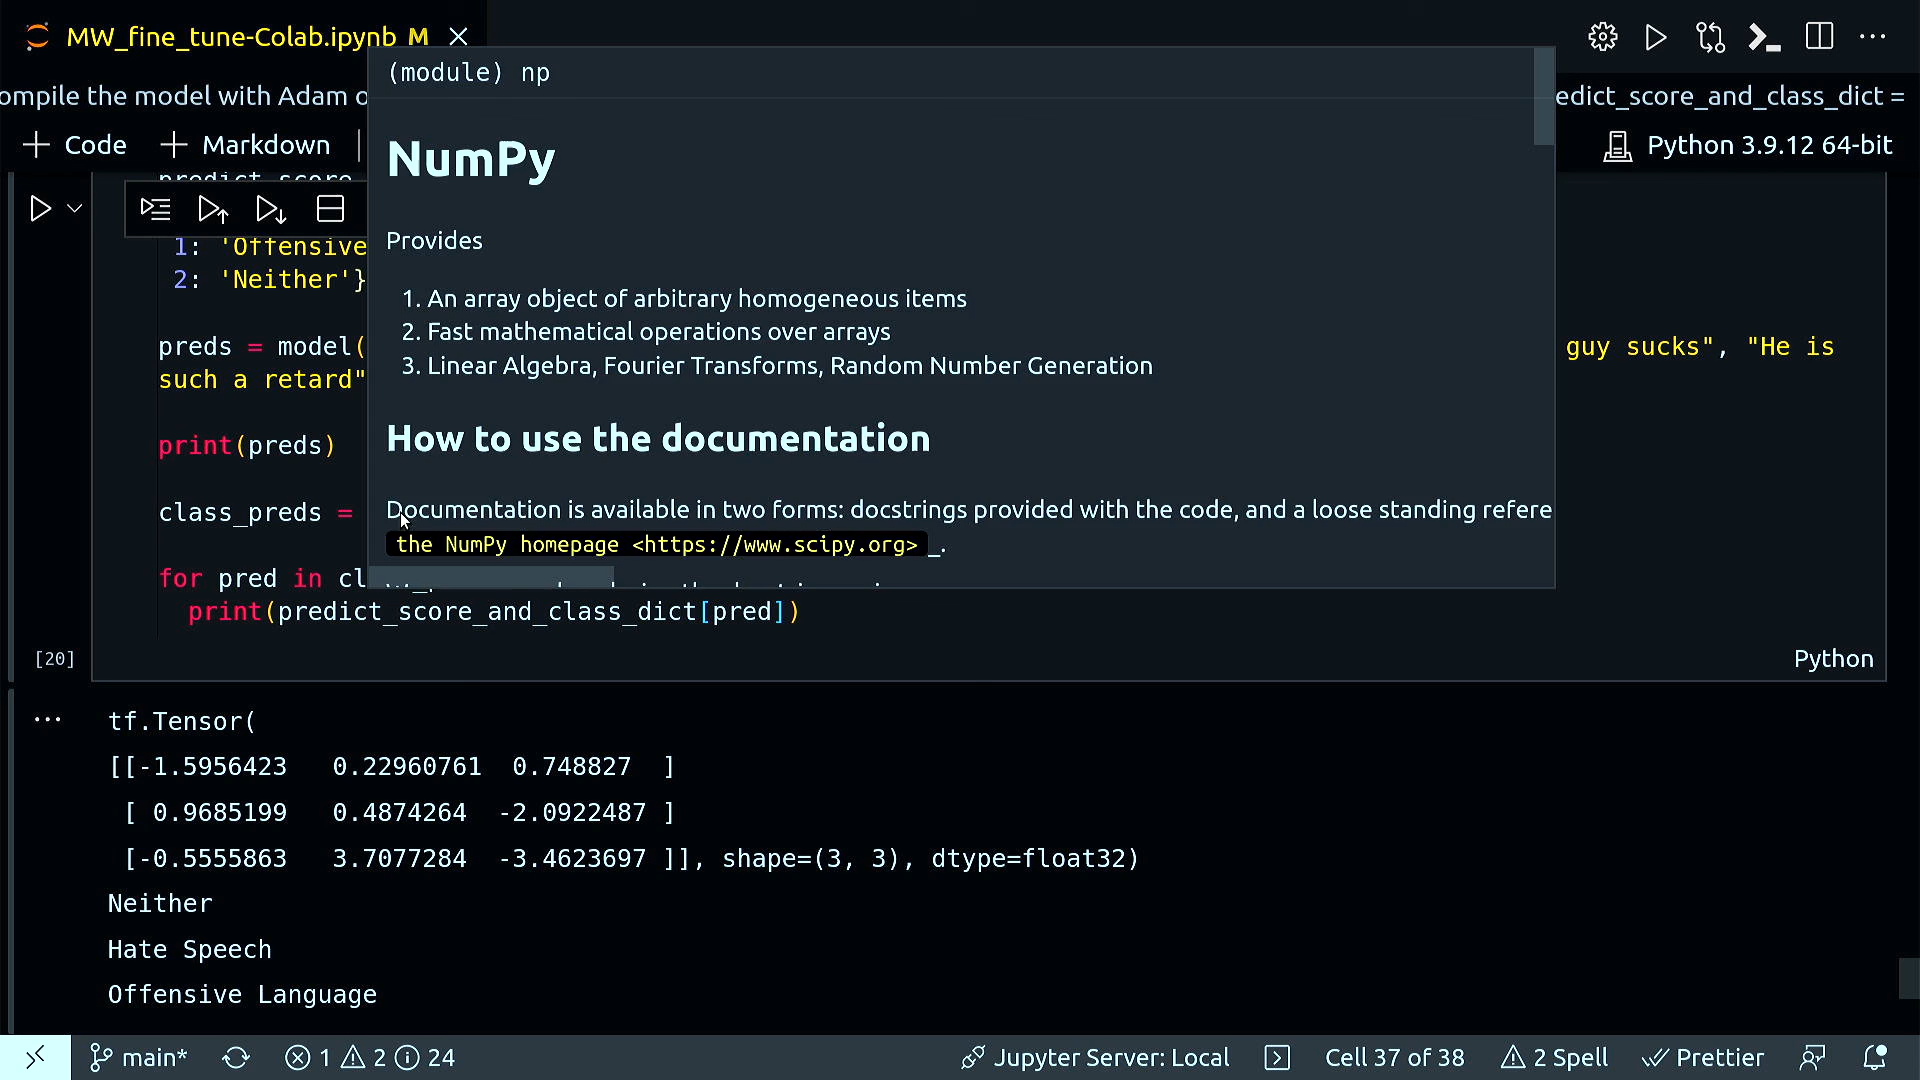 MW_fine_tune-Colab.ipynb M
(module) np
ompile the model with Adam o
edict_score_and_class_dict =
Code
Markdown
Python 3.9.12 64-bit
NumPy
Provides
1. An array object of arbitrary homogeneous items
2. Fast mathematical operations over arrays
3. Linear Algebra, Fourier Transforms, Random Number Generation
How to use the documentation
Documentation is available in two forms: docstrings provided with the code, and a loose standing refere
the NumPy homepage <https://www.scipy.org> _.
predict_score
1: 'Offensive
2: 'Neither'}
preds = model(
guy sucks", "He is
such a retard"
print(preds)
class_preds =
for pred in cl
print(predict_score_and_class_dict[pred])
[20]
Python
tf.Tensor(
[[-1.5956423 0.22960761 0.748827 ]
[ 0.9685199 0.4874264 -2.0922487 ]
[-0.5555863 3.7077284 -3.4623697 ]], shape=(3, 3), dtype=float32)
Neither
Hate Speech
Offensive Language
main* 1 2 24 Jupyter Server: Local Cell 37 of 38 2 Spell Prettier